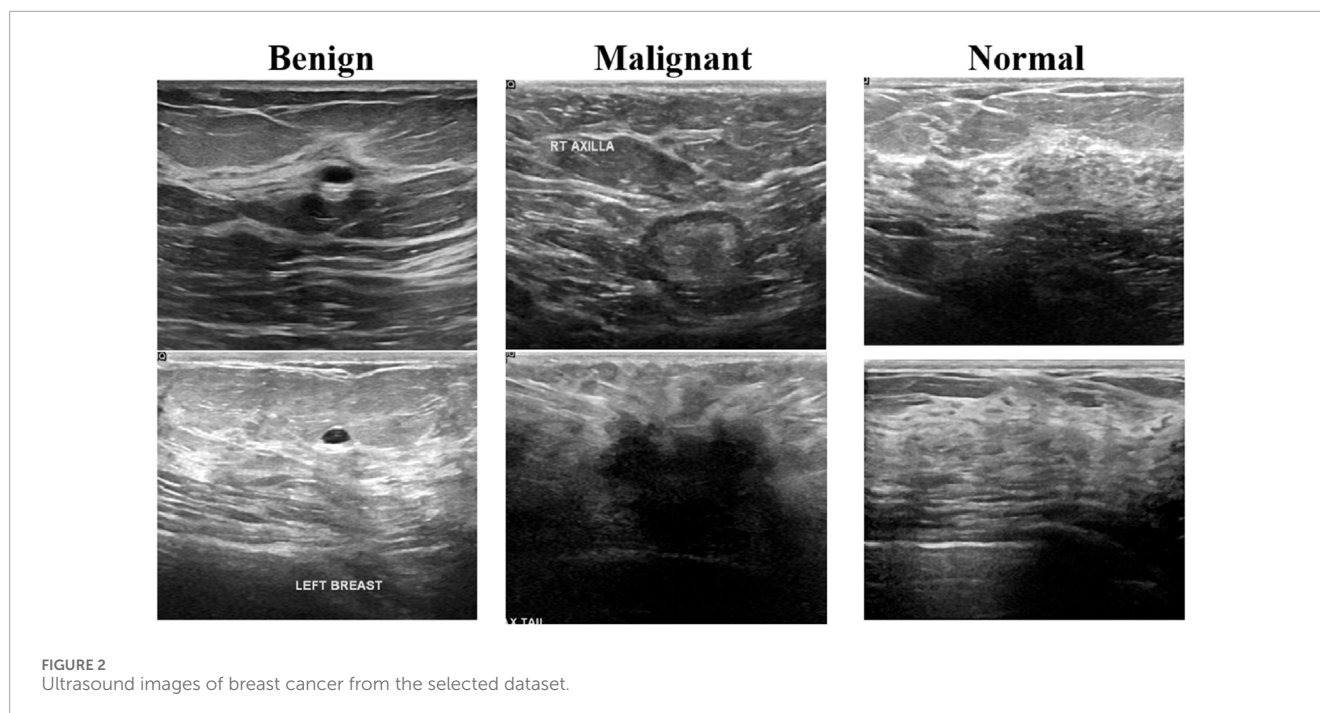 Benign Malignant Normal
RT AXILLA
LEFT BREAST
FIGURE 2
Ultrasound images of breast cancer from the selected dataset.